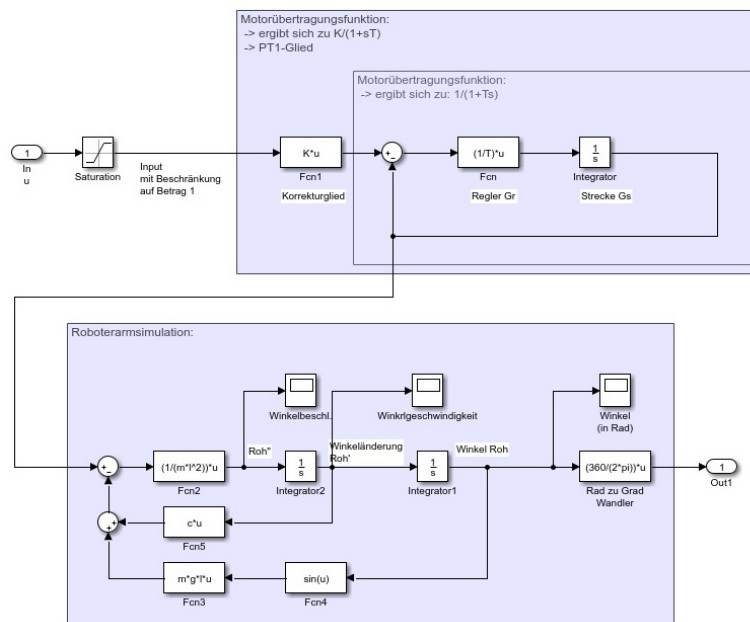 Motorübertragungsfunktion:
-> ergibt sich zu K/(1+sT)
-> PT1-Glied
Motorübertragungsfunktion:
-> ergibt sich zu: 1/(1+Ts)
1
In
u
Saturation
Input
mit Beschränkung
auf Betrag 1
K*u
Fcn1
Korrekturglied
(1/T)*u
Fcn
Regler Gr
1
s
Integrator
Strecke Gs
Roboterarmsimulation:
Winkelbeschl.
Winkrlgeschwindigkeit
Winkel
(in Rad)
(1/(m*l^2))*u
Fcn2
Roh"
1
s
Integrator2
Winkeländerung
Roh'
1
s
Integrator1
Winkel Roh
(360/(2*pi))*u
Rad zu Grad
Wandler
1
Out1
c*u
Fcn5
m*g*l*u
Fcn3
sin(u)
Fcn4